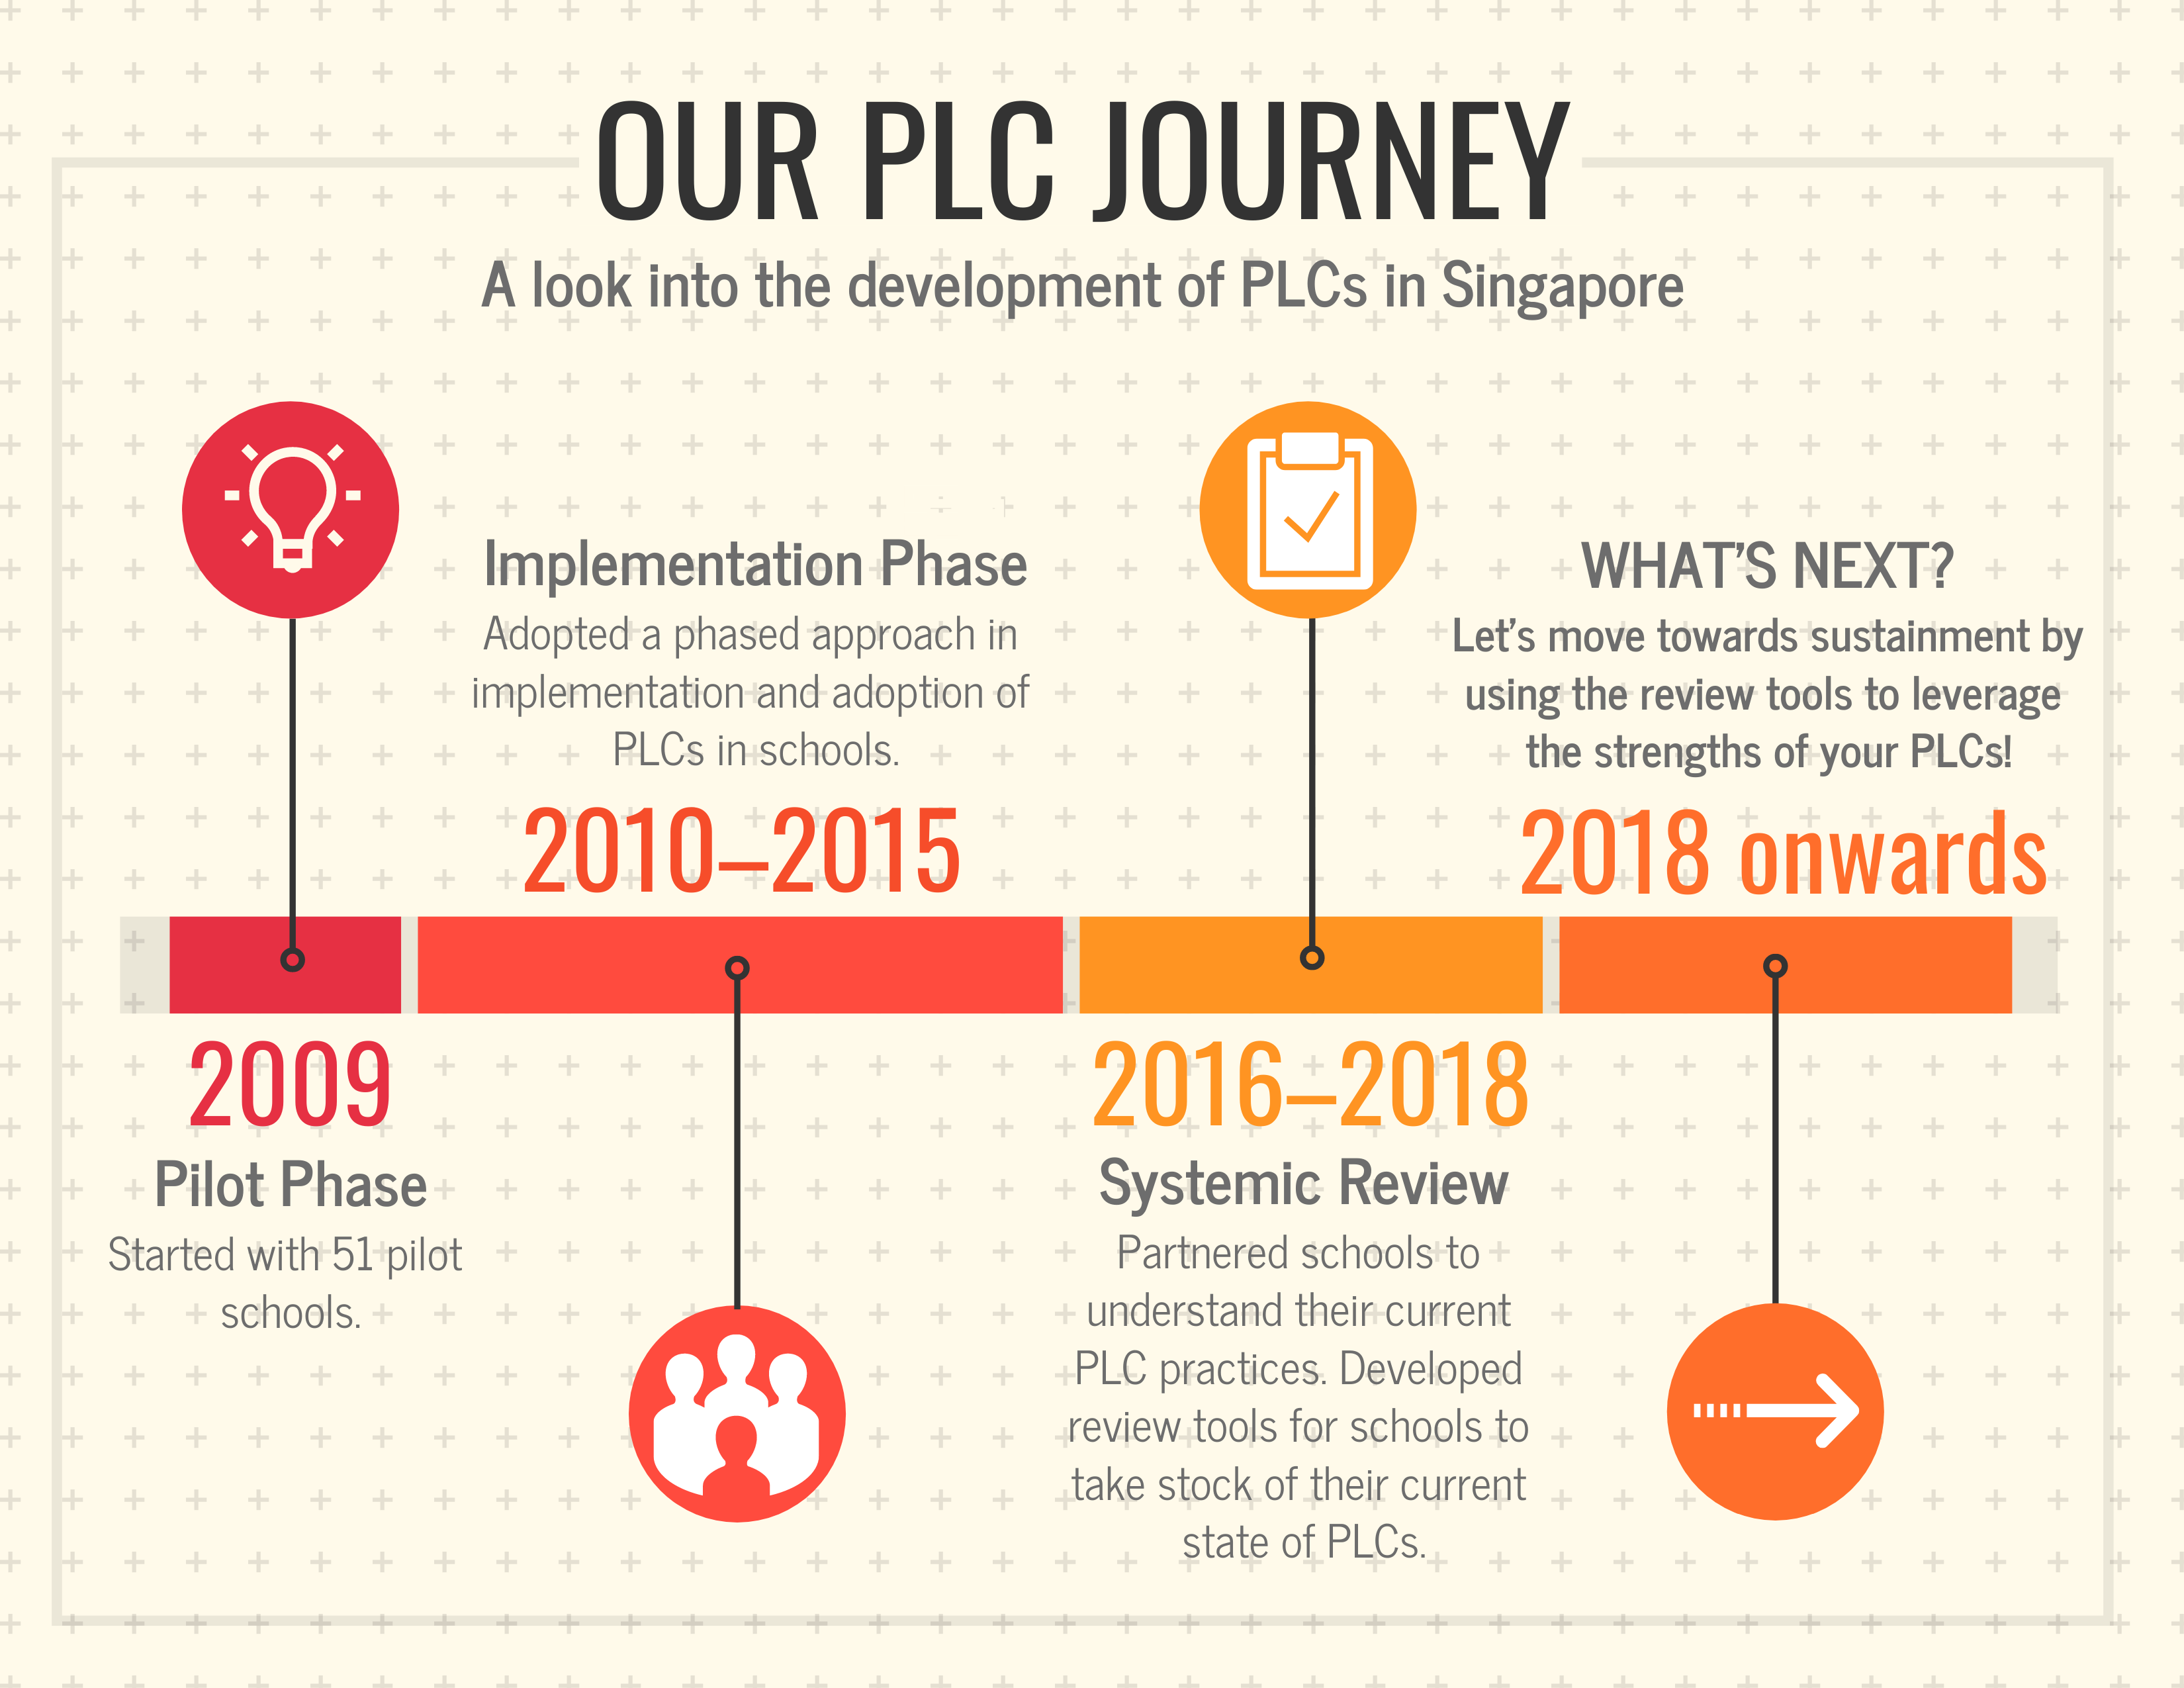 OUR PLC JOURNEY
A look into the development of PLCs in Singapore
2009
Pilot Phase
Started with 51 pilot
schools.
Implementation Phase
Adopted a phased approach in
implementation and adoption of
PLCs in schools.
2010–2015
2016–2018
Systemic Review
Partnered schools to
understand their current
PLC practices. Developed
review tools for schools to
take stock of their current
state of PLCs.
WHAT'S NEXT?
Let's move towards sustainment by
using the review tools to leverage
the strengths of your PLCs!
2018 onwards